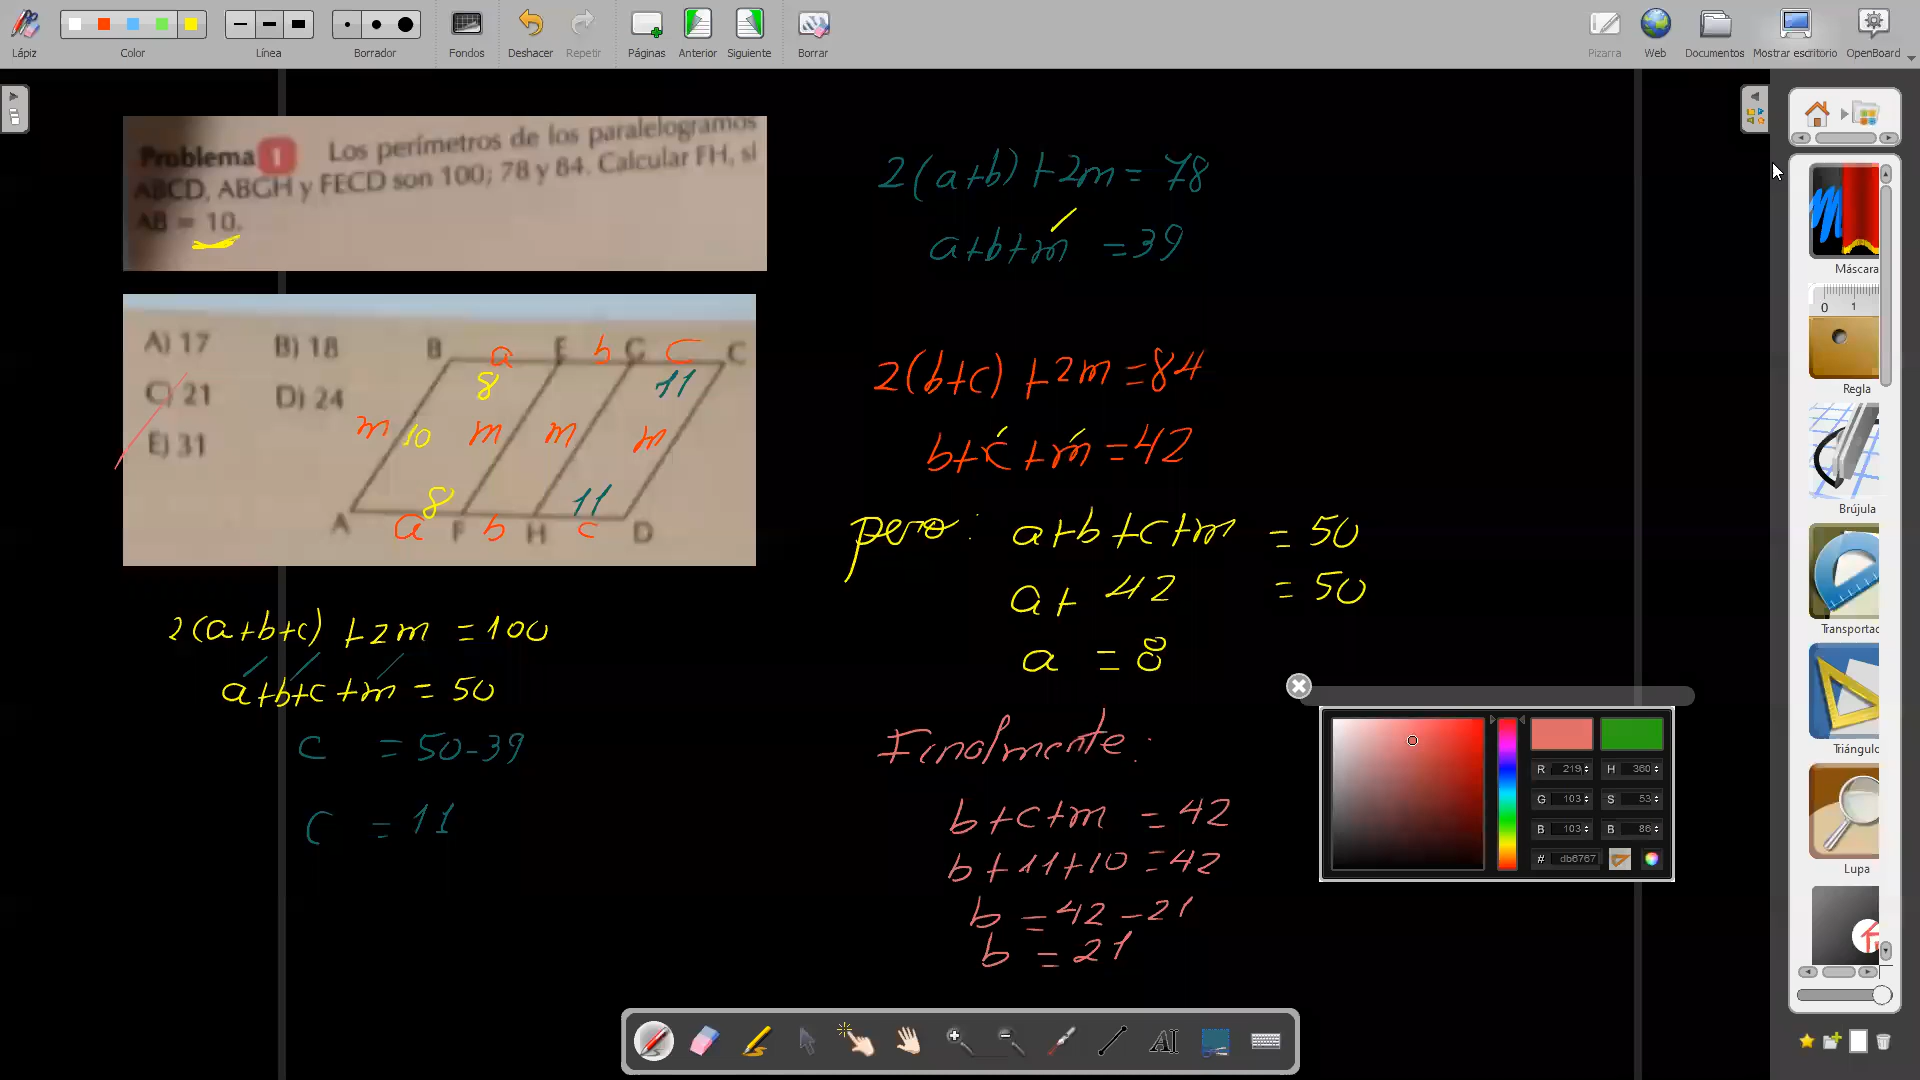 Lápiz
Color
Línea
Borrador
Fondos
Deshacer
Repetir
Páginas
Anterior
Siguiente
Borrar
Pizarra
Web
Documentos
Mostrar escritorio
OpenBoard
Problema 1 Los perímetros de los paralelogramos
ABCD, ABGH y FECD son 100; 78 y 84. Calcular FH, si
AB = 10.
A) 17
B) 18
C) 21
D) 24
E) 31
B a E b G c C
8 11
m 10 m m m
8 11
A a F b H c D
2(a+b+c) +2m = 100
a+b+c+m = 50
c = 50-39
c = 11
2(a+b) +2m = 78
a+b+m = 39
2(b+c) +2m = 84
b+c+m = 42
pero: a+b+c+m = 50
a+ 42 = 50
a = 8
Finalmente:
b+c+m = 42
b+11+10 = 42
b = 42-21
b = 21
R 219 H 360
G 103 S 53
B 103 B 86
# db6767
Máscara
0 1
Regla
Brújula
Transportad
Triángulo
Lupa
AI